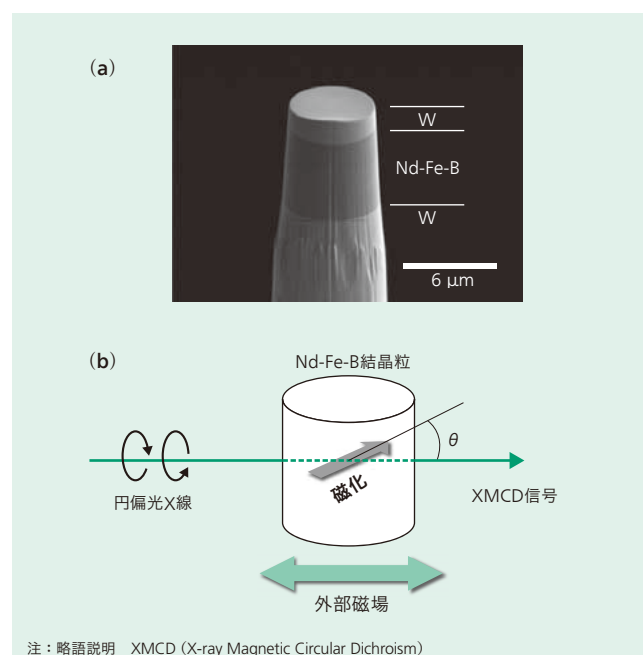 (a)
W
Nd-Fe-B
W
6 µm
(b)
Nd-Fe-B結晶粒
θ
磁化
円偏光X線
XMCD信号
外部磁場
注：略語説明 XMCD（X-ray Magnetic Circular Dichroism）